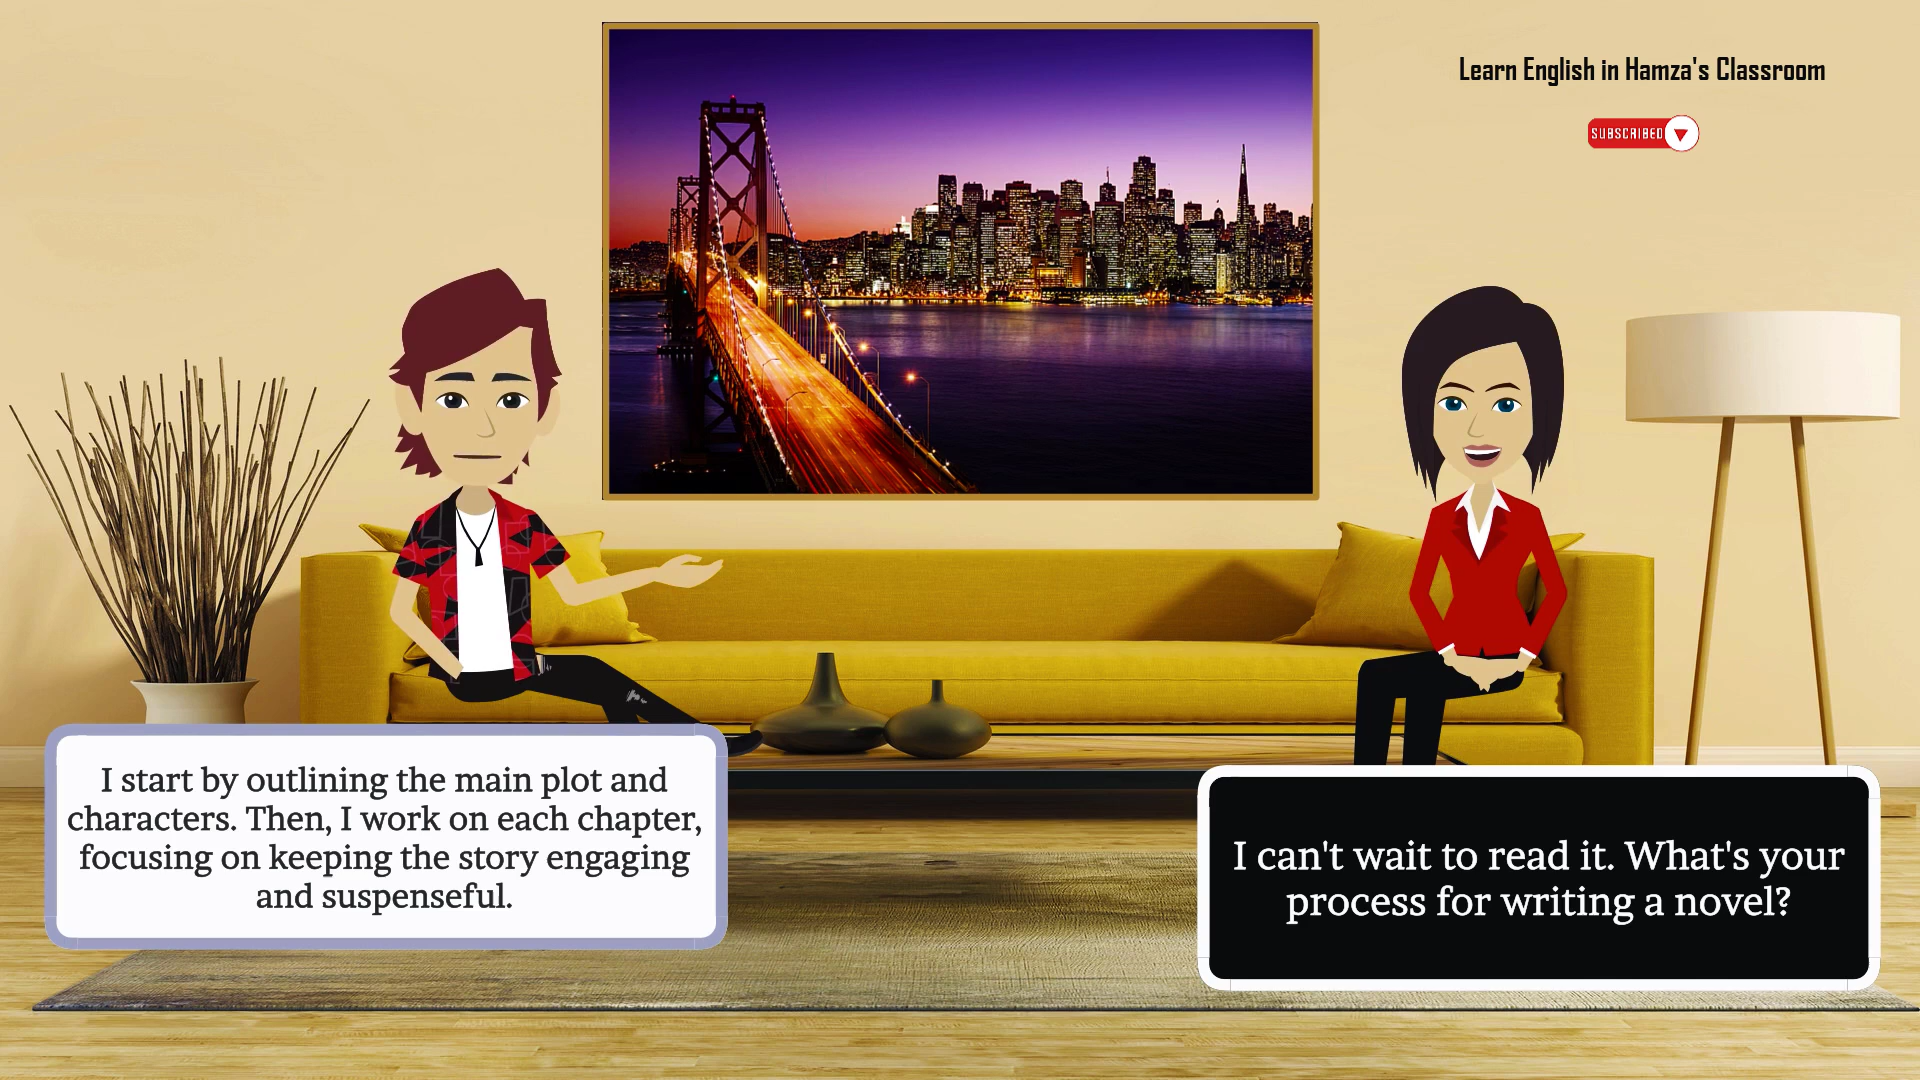 Learn English in Hamza's Classroom
SUBSCRIBED
I start by outlining the main plot and
characters. Then, I work on each chapter,
focusing on keeping the story engaging
and suspenseful.
I can't wait to read it. What's your
process for writing a novel?